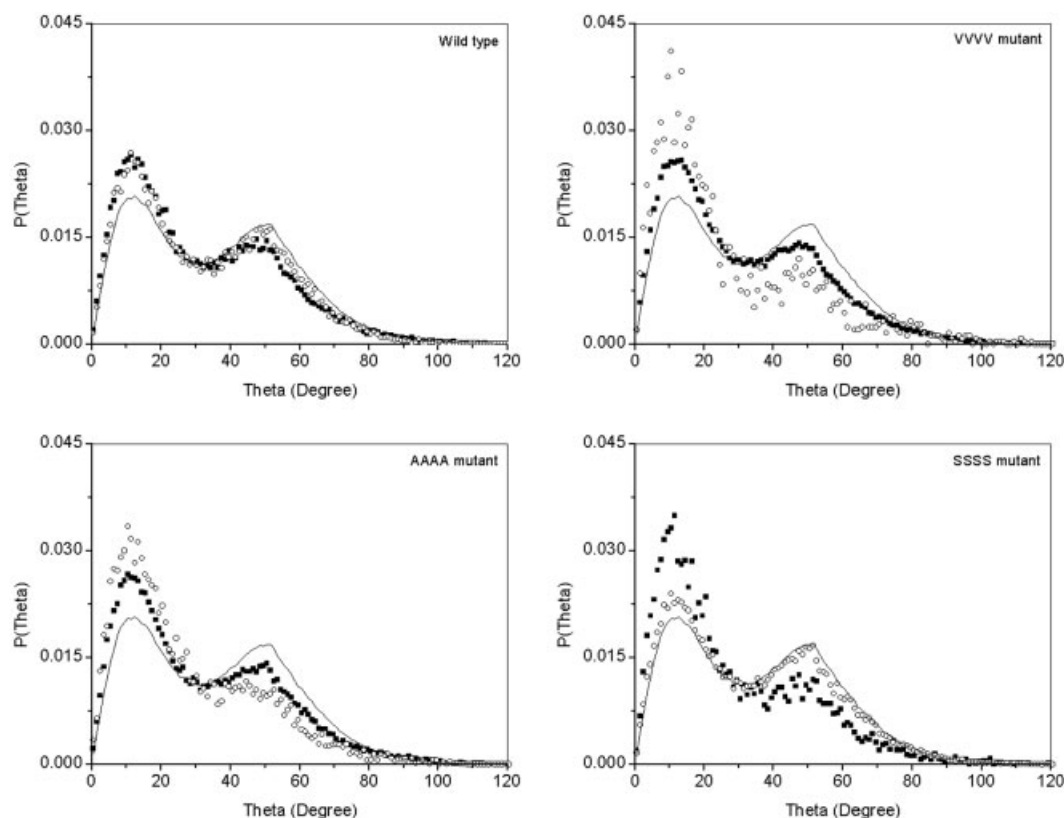 0.045
Wild type
0.030
P(Theta)
0.015
0.000
0 20 40 60 80 100 120
Theta (Degree)
0.045
VVVV mutant
0.030
P(Theta)
0.015
0.000
0 20 40 60 80 100 120
Theta (Degree)
0.045
AAAA mutant
0.030
P(Theta)
0.015
0.000
0 20 40 60 80 100 120
Theta (Degree)
0.045
SSSS mutant
0.030
P(Theta)
0.015
0.000
0 20 40 60 80 100 120
Theta (Degree)